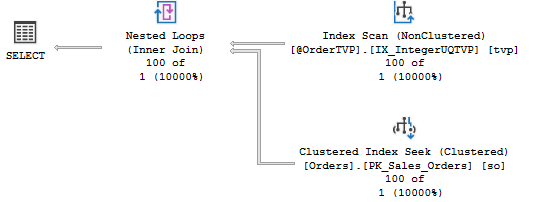 SELECT
Nested Loops
(Inner Join)
100 of
1 (10000%)
Index Scan (NonClustered)
[@OrderTVP].[IX_IntegerUQTVP] [tvp]
100 of
1 (10000%)
Clustered Index Seek (Clustered)
[Orders].[PK_Sales_Orders] [so]
100 of
1 (10000%)